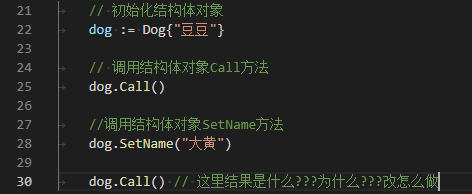 21 // 初始化结构体对象
22 dog := Dog{"豆豆"}
23
24 // 调用结构体对象Call方法
25 dog.Call()
26
27 //调用结构体对象SetName方法
28 dog.SetName("大黄")
29
30 dog.Call() // 这里结果是什么???为什么???改怎么做